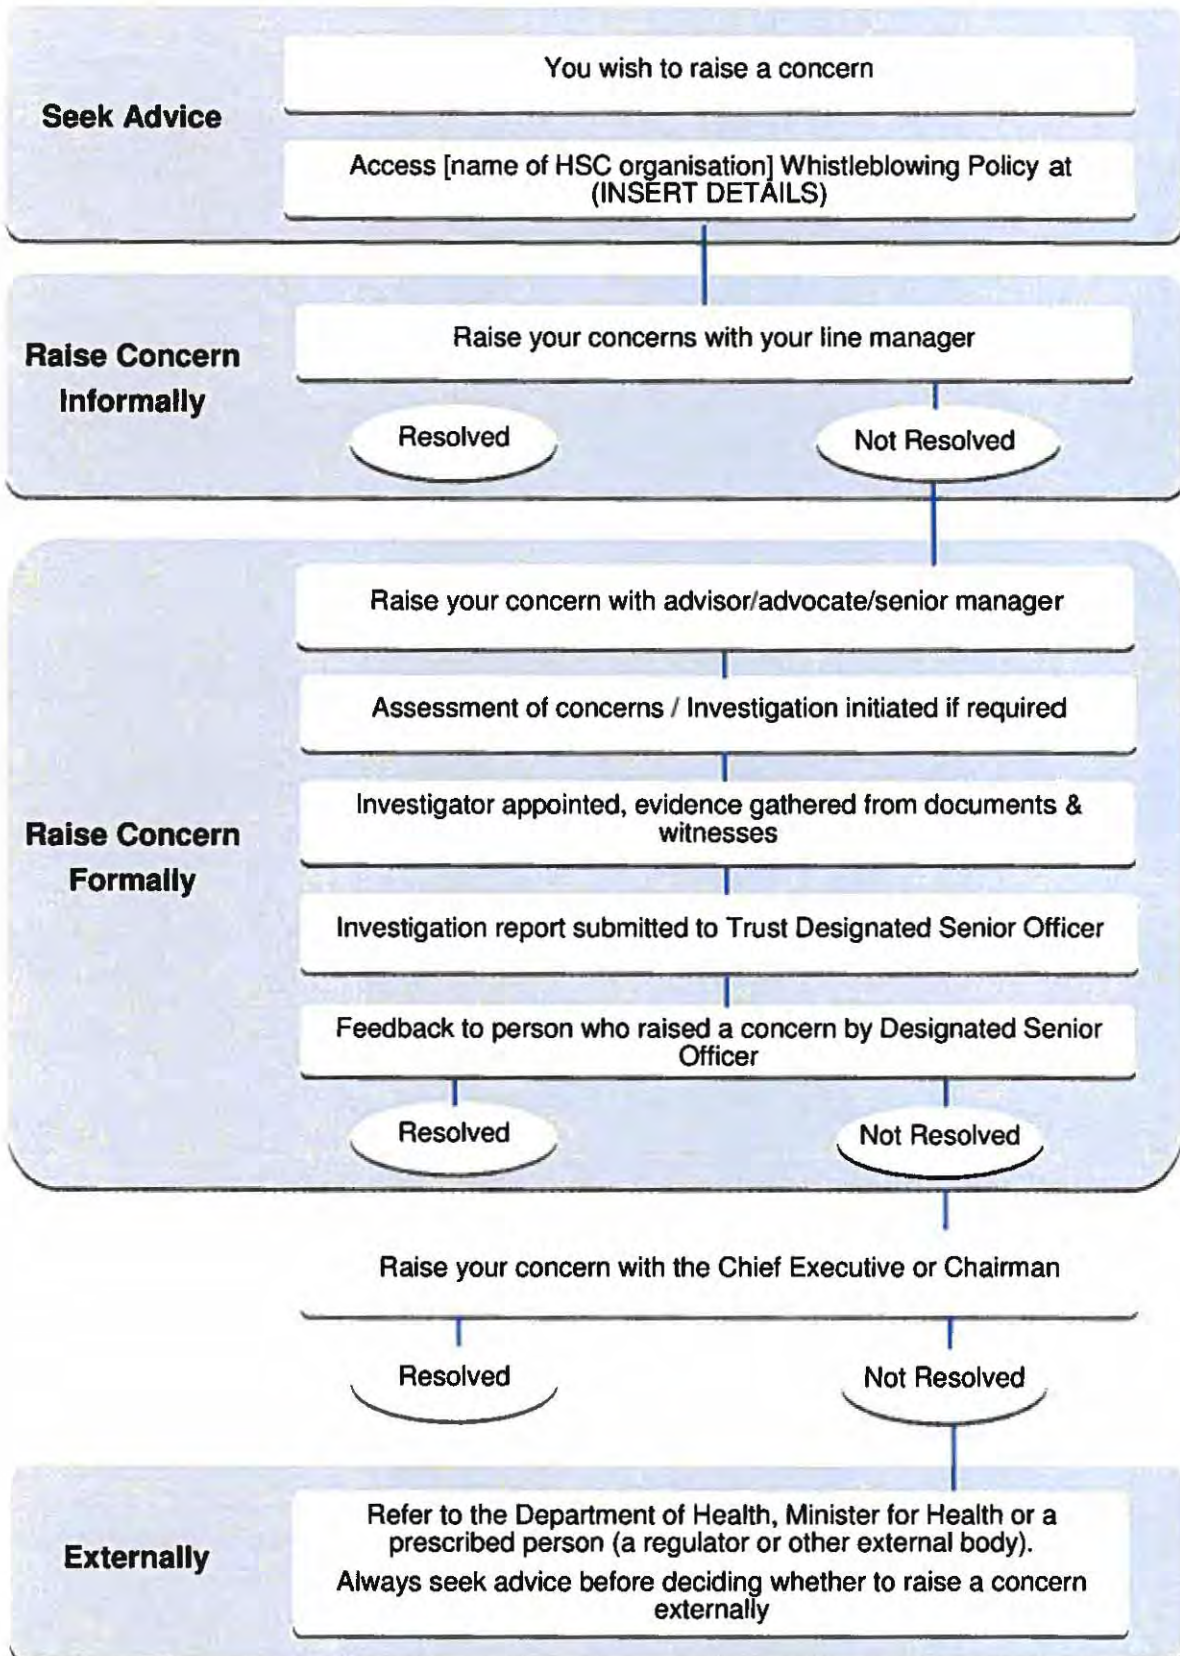 Seek Advice
You wish to raise a concern
Access [name of HSC organisation] Whistleblowing Policy at
(INSERT DETAILS)
Raise Concern
Informally
Raise your concerns with your line manager
Resolved
Not Resolved
Raise Concern
Formally
Raise your concern with advisor/advocate/senior manager
Assessment of concerns / Investigation initiated if required
Investigator appointed, evidence gathered from documents &
witnesses
Investigation report submitted to Trust Designated Senior Officer
Feedback to person who raised a concern by Designated Senior
Officer
Resolved
Not Resolved
Raise your concern with the Chief Executive or Chairman
Resolved
Not Resolved
Externally
Refer to the Department of Health, Minister for Health or a
prescribed person (a regulator or other external body).
Always seek advice before deciding whether to raise a concern
externally